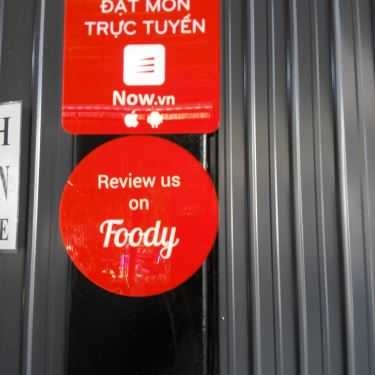 ĐẶT MÓN
TRỰC TUYẾN
Now.vn
Review us
on
Foody
H
N
E